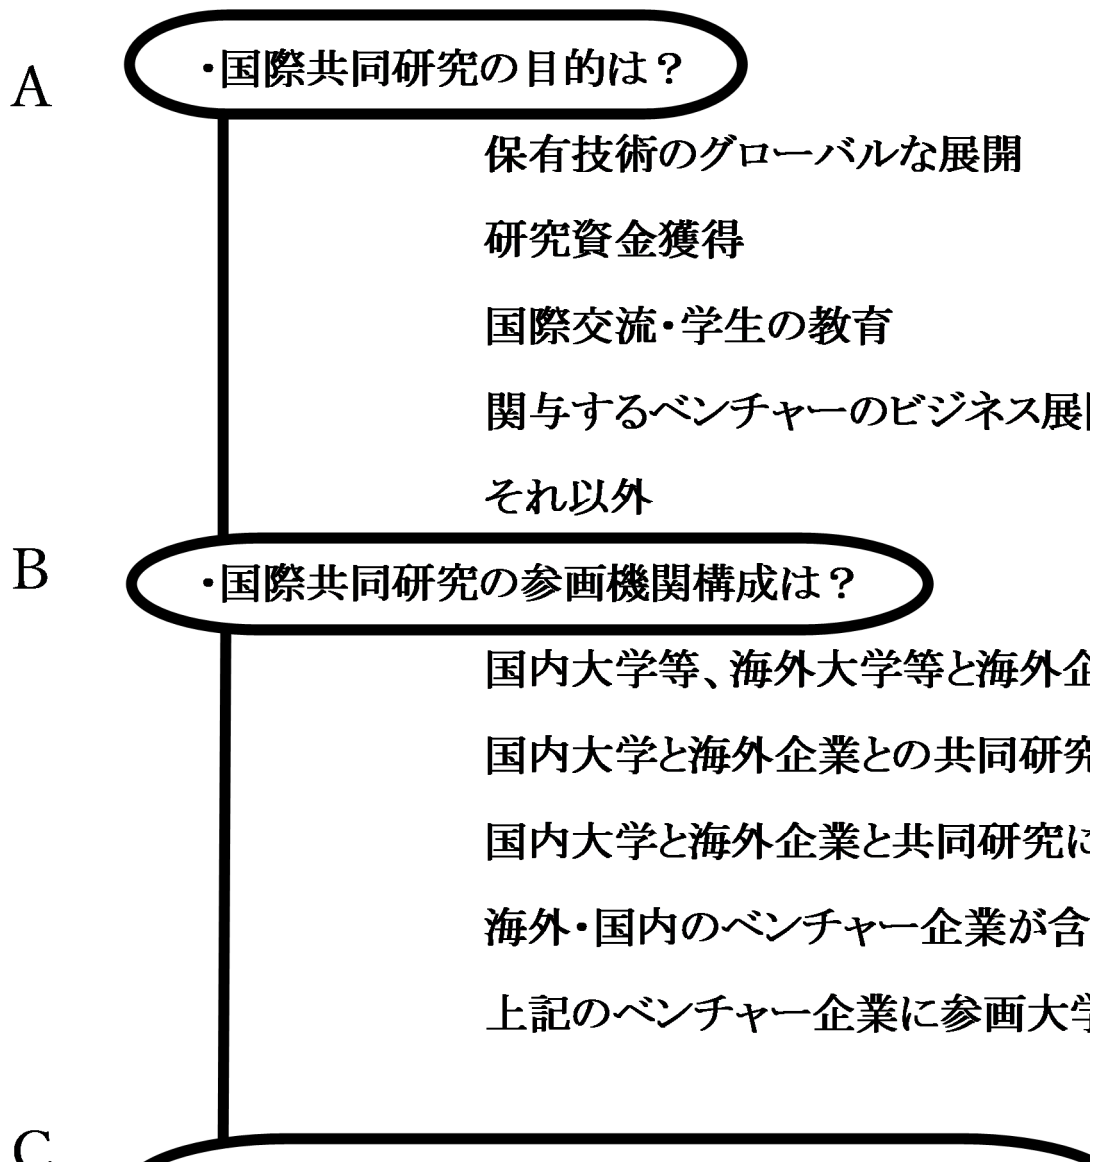 A
・国際共同研究の目的は？
保有技術のグローバルな展開
研究資金獲得
国際交流・学生の教育
関与するベンチャーのビジネス展
それ以外
B
・国際共同研究の参画機関構成は？
国内大学等、海外大学等と海外企
国内大学と海外企業との共同研究
国内大学と海外企業と共同研究に
海外・国内のベンチャー企業が含
上記のベンチャー企業に参画大学
C